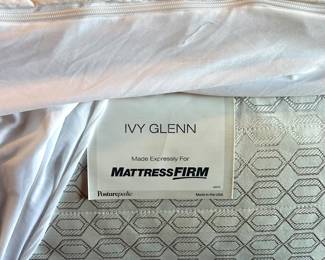 IVY GLENN
Made Expressly For
MATTRESSFIRM
Posturepedic
Made in the USA